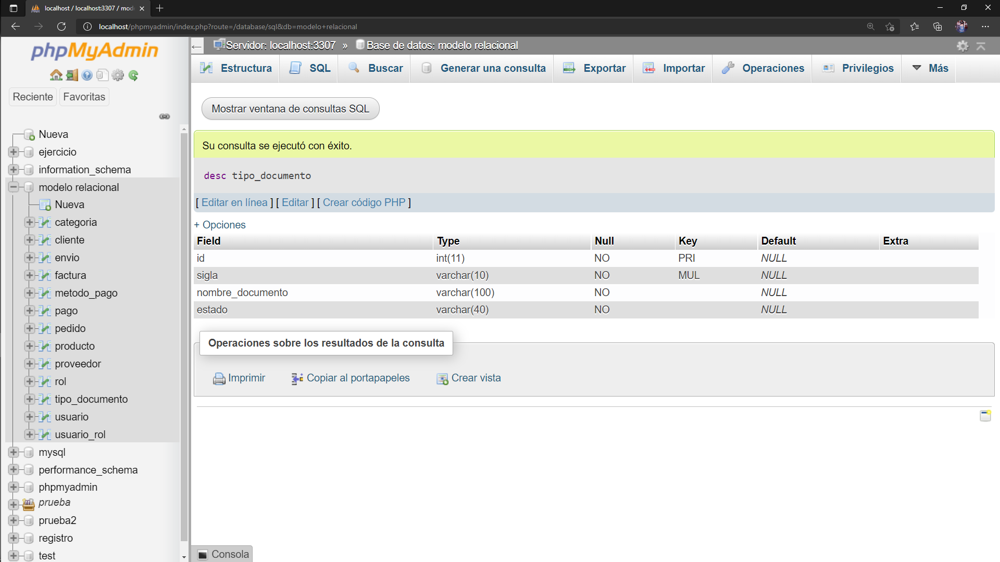 localhost / localhost:3307 / mod
localhost/phpmyadmin/index.php?route=/database/sql&db=modelo+relacional
phpMyAdmin
Reciente
Favoritas
Nueva
ejercicio
information_schema
modelo relacional
Nueva
categoria
cliente
envio
factura
metodo_pago
pago
pedido
producto
proveedor
rol
tipo_documento
usuario
usuario_rol
mysql
performance_schema
phpmyadmin
prueba
prueba2
registro
test
Servidor: localhost:3307 » Base de datos: modelo relacional
Estructura SQL Buscar Generar una consulta Exportar Importar Operaciones Privilegios Más
Mostrar ventana de consultas SQL
Su consulta se ejecutó con éxito.
desc tipo_documento
[ Editar en línea ] [ Editar ] [ Crear código PHP ]
+ Opciones
Field Type Null Key Default Extra
id int(11) NO PRI NULL
sigla varchar(10) NO MUL NULL
nombre_documento varchar(100) NO NULL
estado varchar(40) NO NULL
Operaciones sobre los resultados de la consulta
Imprimir Copiar al portapapeles Crear vista
Consola